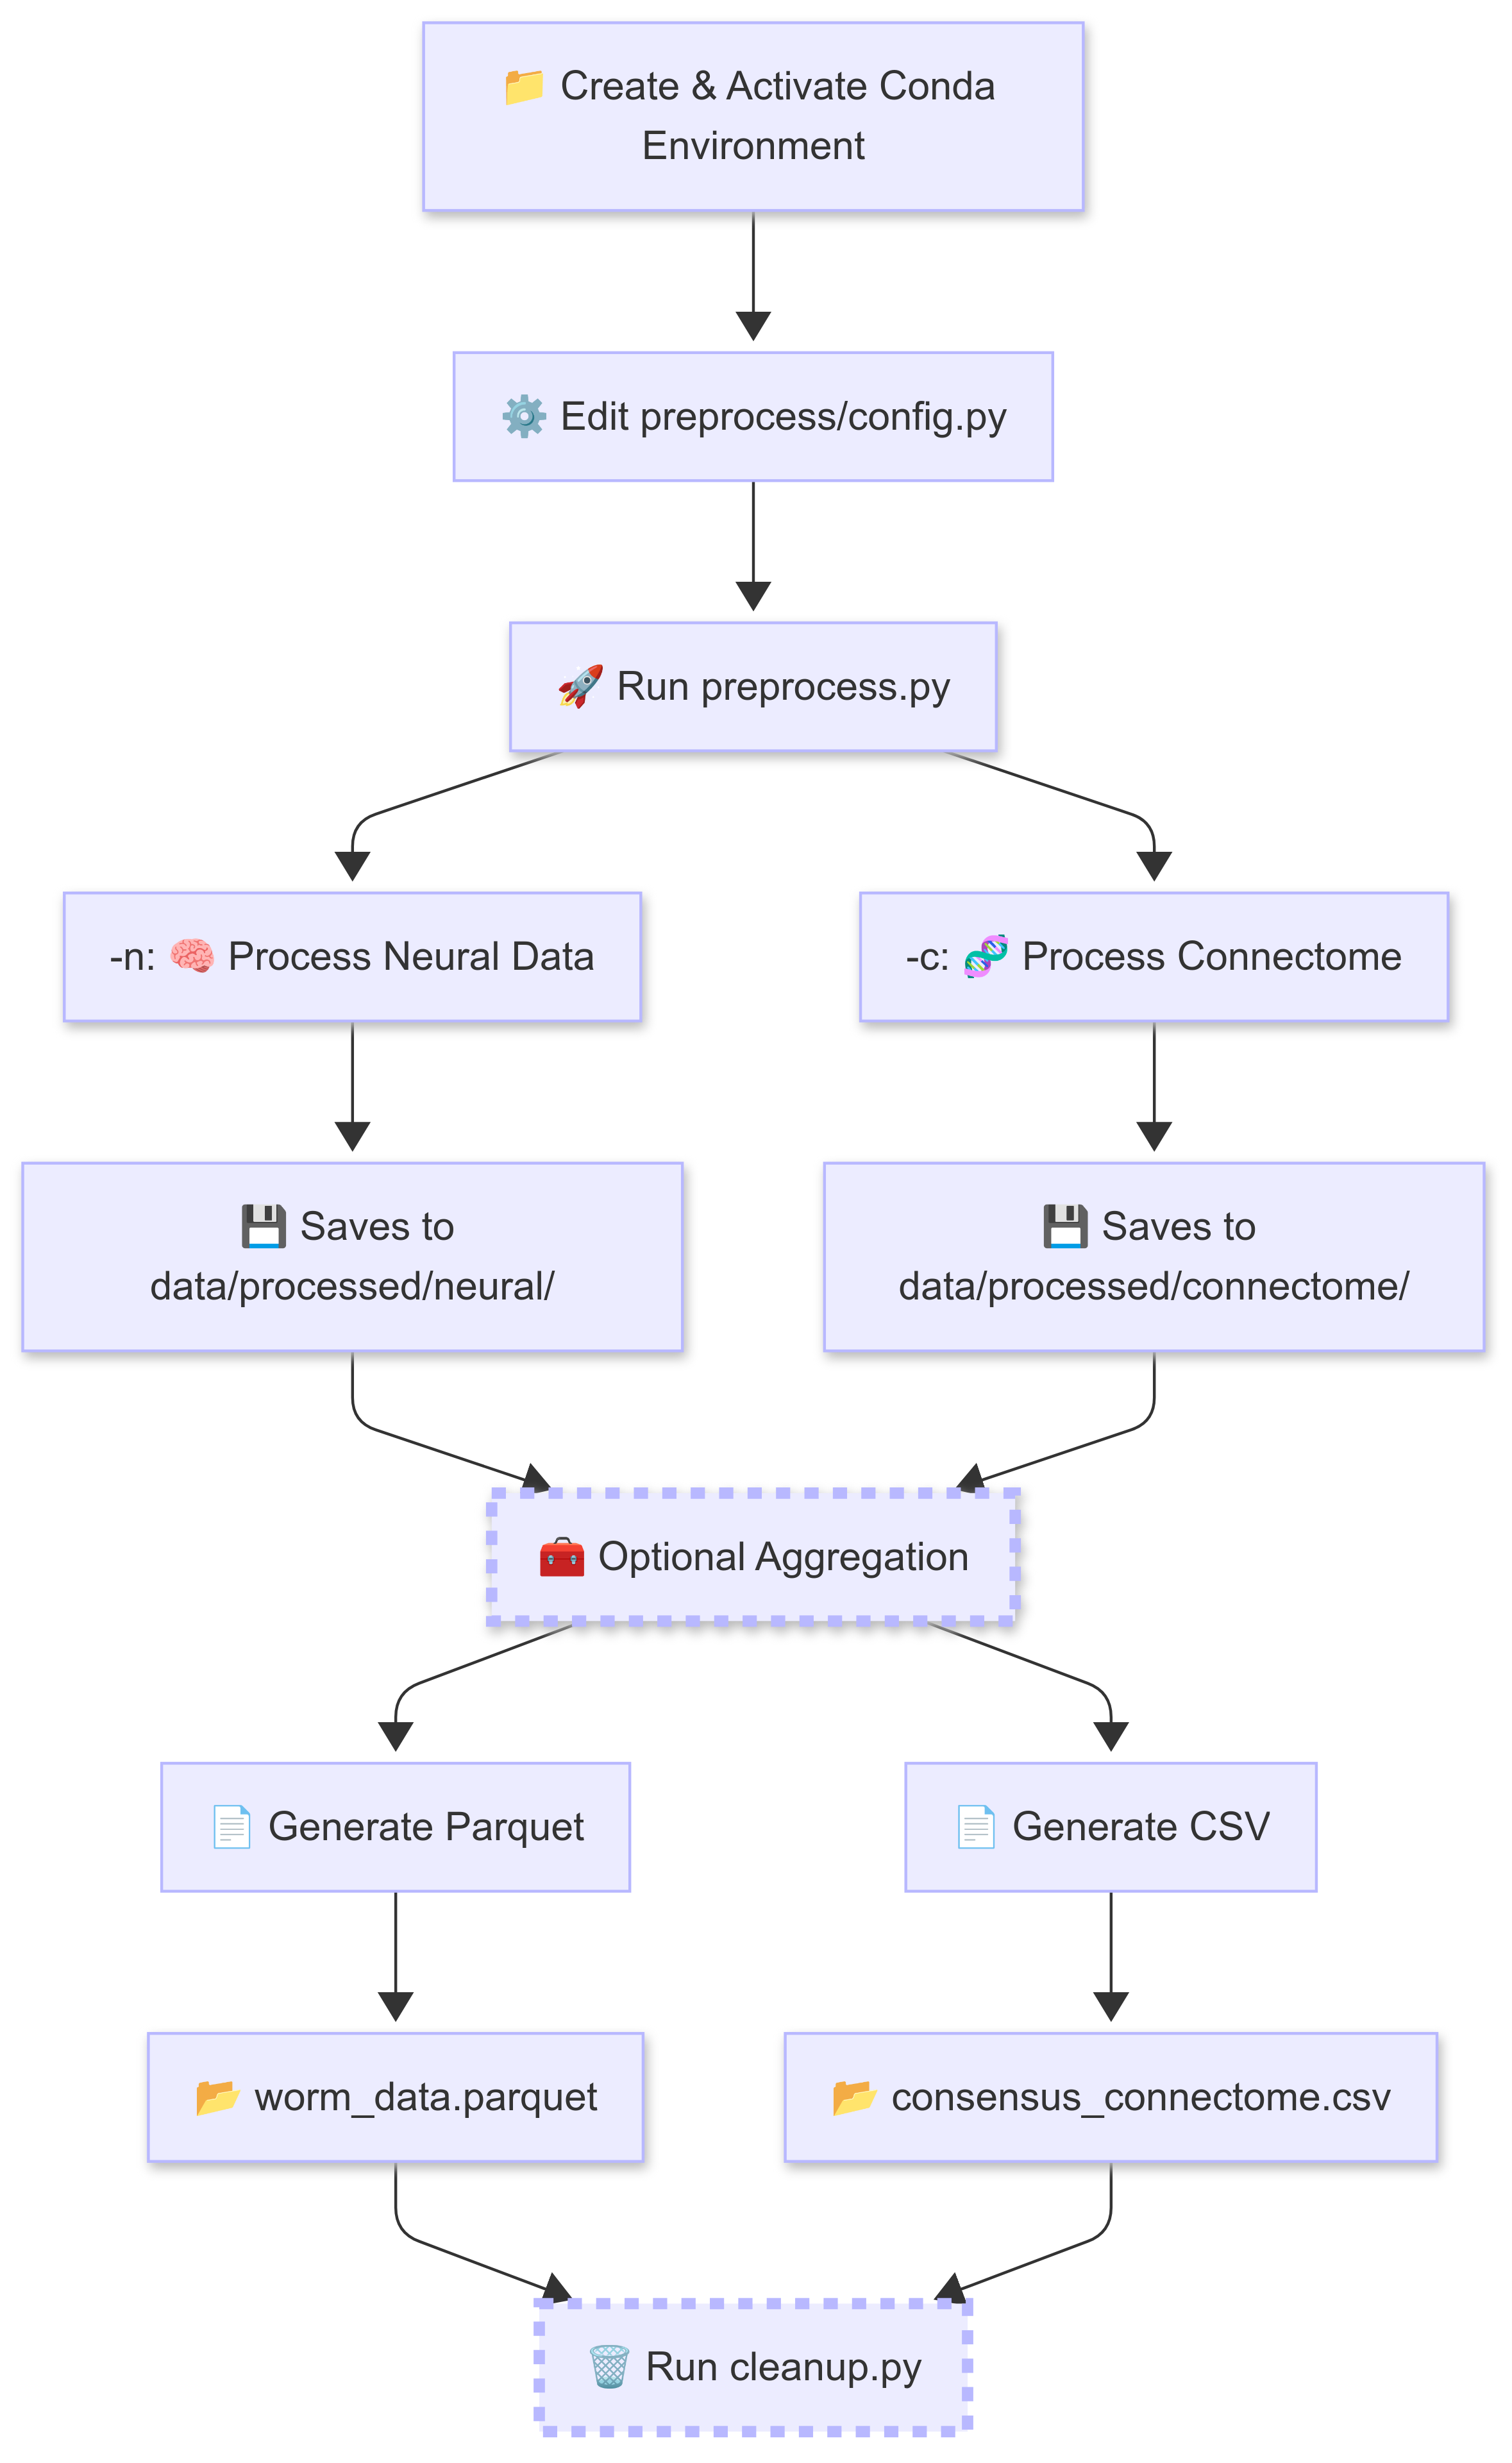 📁 Create & Activate Conda
Environment
⚙️ Edit preprocess/config.py
🚀 Run preprocess.py
-n: 🧠 Process Neural Data
-c: 🧬 Process Connectome
💾 Saves to
data/processed/neural/
💾 Saves to
data/processed/connectome/
🧰 Optional Aggregation
📄 Generate Parquet
📄 Generate CSV
📂 worm_data.parquet
📂 consensus_connectome.csv
🗑️ Run cleanup.py